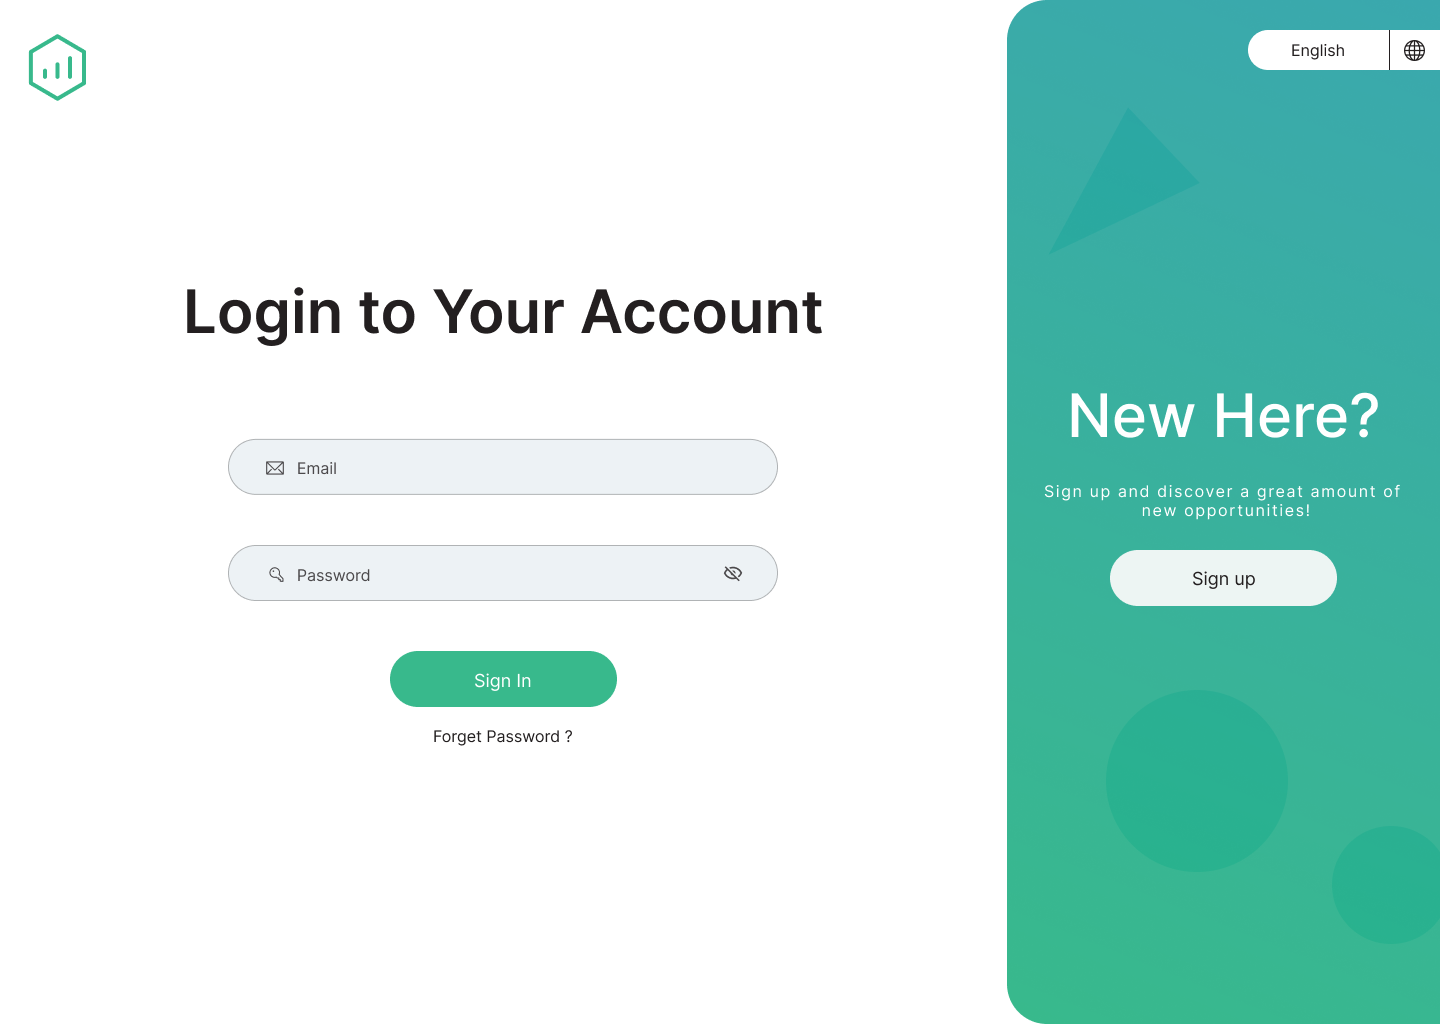 English
Login to Your Account
Email
Password
Sign In
Forget Password ?
New Here?
Sign up and discover a great amount of
new opportunities!
Sign up